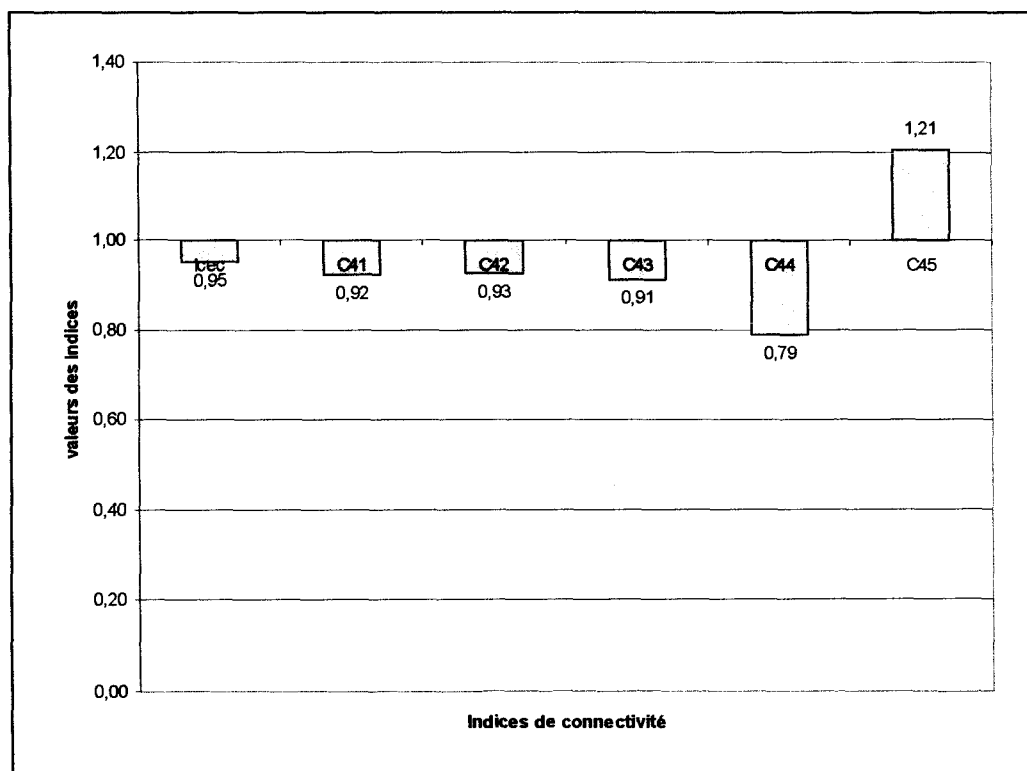 1,40
1,21
1,20
1,00
Icec C41 C42 C43 C44 C45
0,95 0,92 0,93 0,91
0,80
0,79
0,60
0,40
0,20
0,00
valeurs des indices
Indices de connectivité